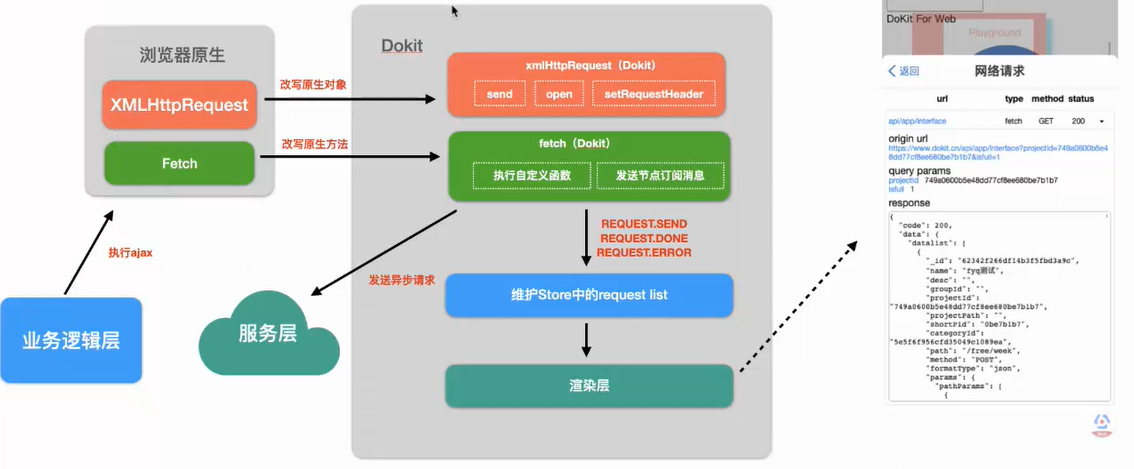 浏览器原生
XMLHttpRequest
Fetch
改写原生对象
改写原生方法
执行ajax
业务逻辑层
Dokit
xmlHttpRequest（Dokit）
send
open
setRequestHeader
fetch（Dokit）
执行自定义函数
发送节点订阅消息
REQUEST.SEND
REQUEST.DONE
REQUEST.ERROR
发送异步请求
服务层
维护Store中的request list
渲染层
DoKit For Web
Playground
返回
网络请求
url type method status
api/app/interface fetch GET 200
origin url
https://www.dokit.cn/api/app/interface?projectId=749a0600b5e4
8dd77cf8ee680be7b1b7&isfull=1
query params
projectId 749a0600b5e48dd77cf8ee680be7b1b7
isfull 1
response
{
"code": 200,
"data": {
"datalist": [
{
"_id": "62342f266df14b3f5fbd3a9c",
"name": "fyq测试",
"desc": "",
"groupId": "",
"projectId":
"749a0600b5e48dd77cf8ee680be7b1b7",
"projectPath": "",
"shortPid": "0be7b1b7",
"categoryId":
"5e5f6f956cfd35049c1089ea",
"path": "/free/week",
"method": "POST",
"formatType": "json",
"params": {
"pathParams": [
{